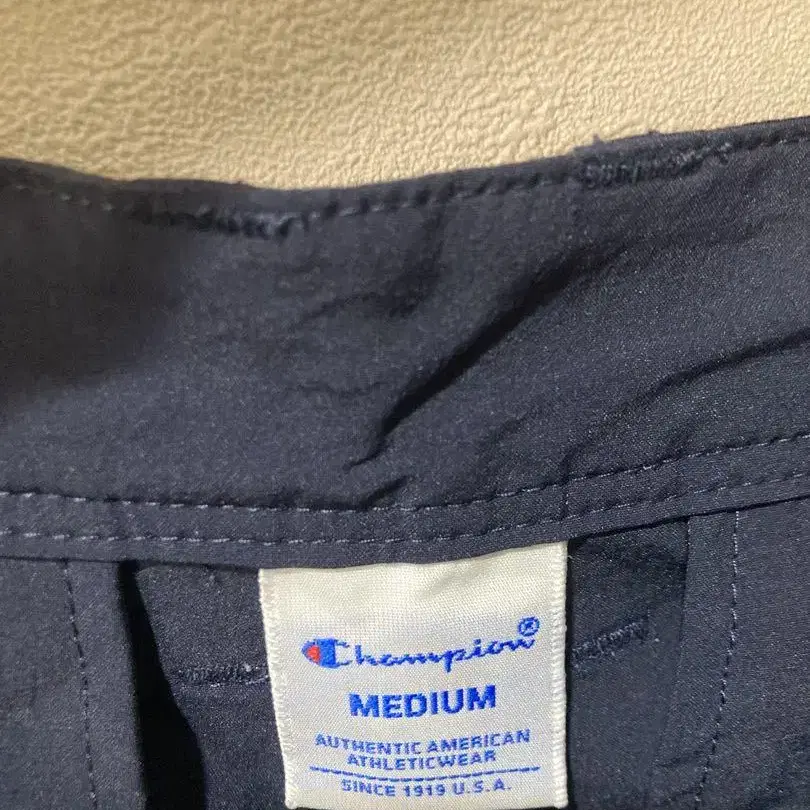 Champion®
MEDIUM
AUTHENTIC AMERICAN
ATHLETICWEAR
SINCE 1919 U.S.A.